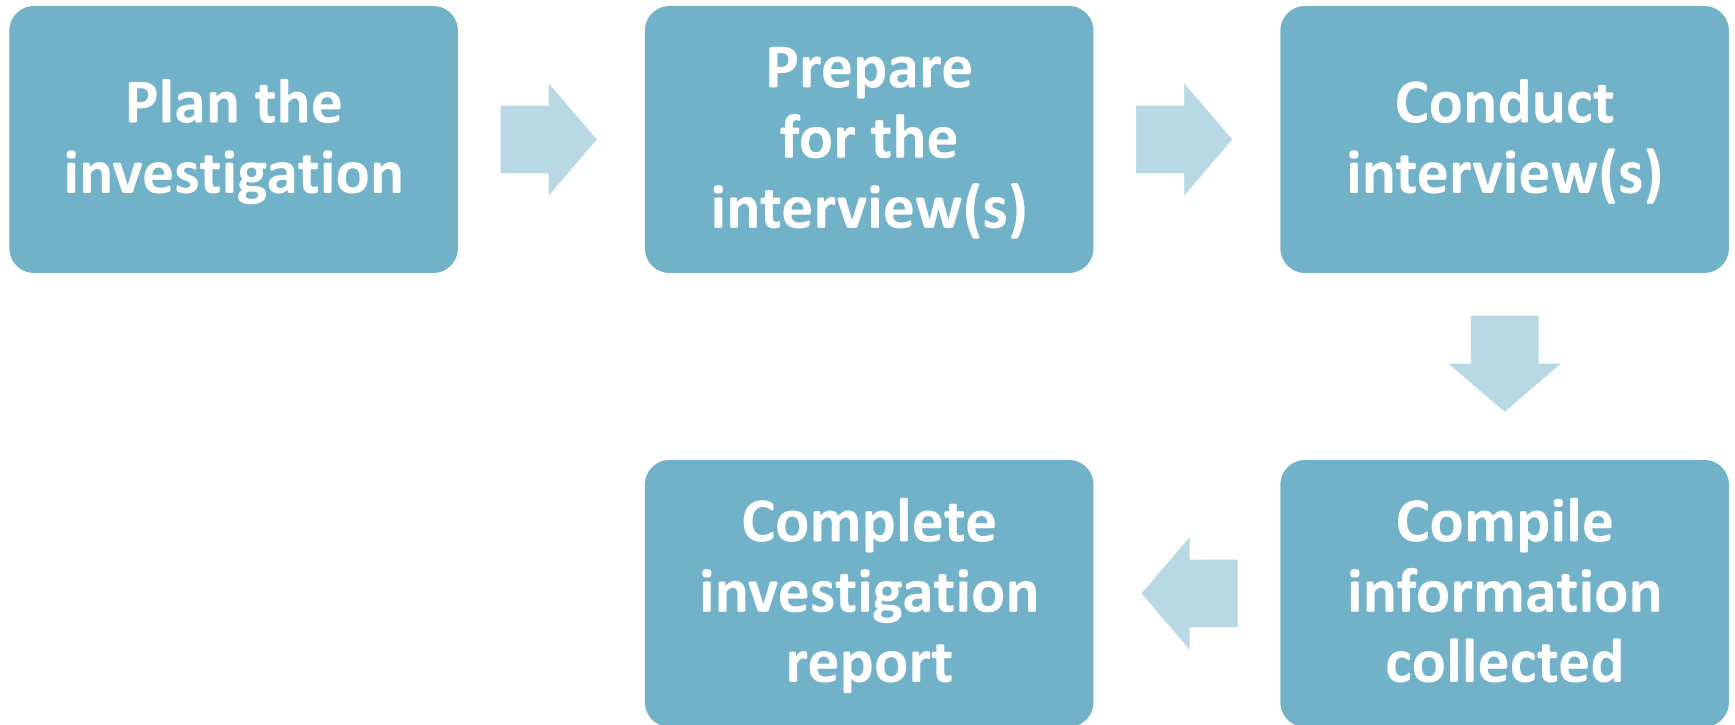 Plan the
investigation
Prepare
for the
interview(s)
Conduct
interview(s)
Compile
information
collected
Complete
investigation
report